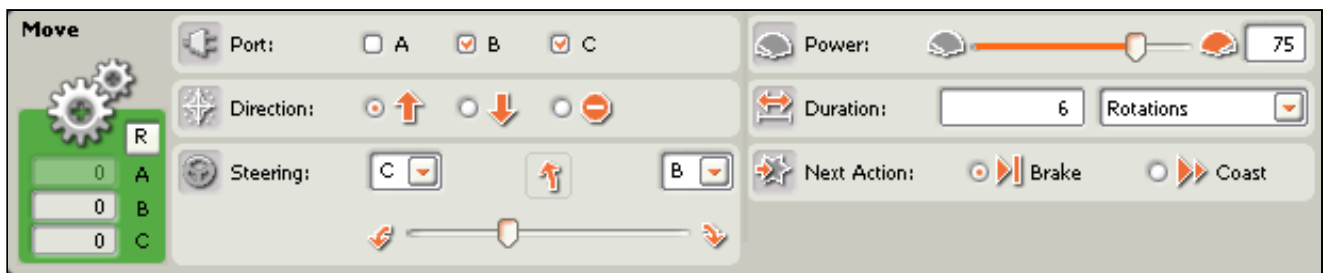 Move
Port: A B C
Power: 75
Direction:
Duration: 6 Rotations
R
Steering: C B
Next Action: Brake Coast
0 A
0 B
0 C